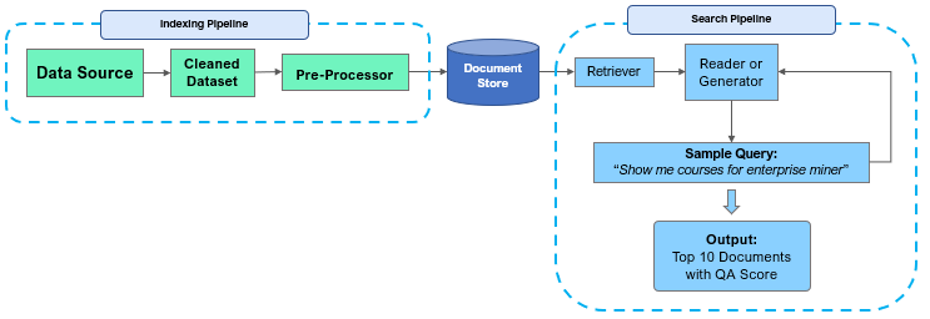 Indexing Pipeline
Search Pipeline
Data Source
Cleaned
Dataset
Pre-Processor
Document
Store
Retriever
Reader or
Generator
Sample Query:
“Show me courses for enterprise miner”
Output:
Top 10 Documents
with QA Score